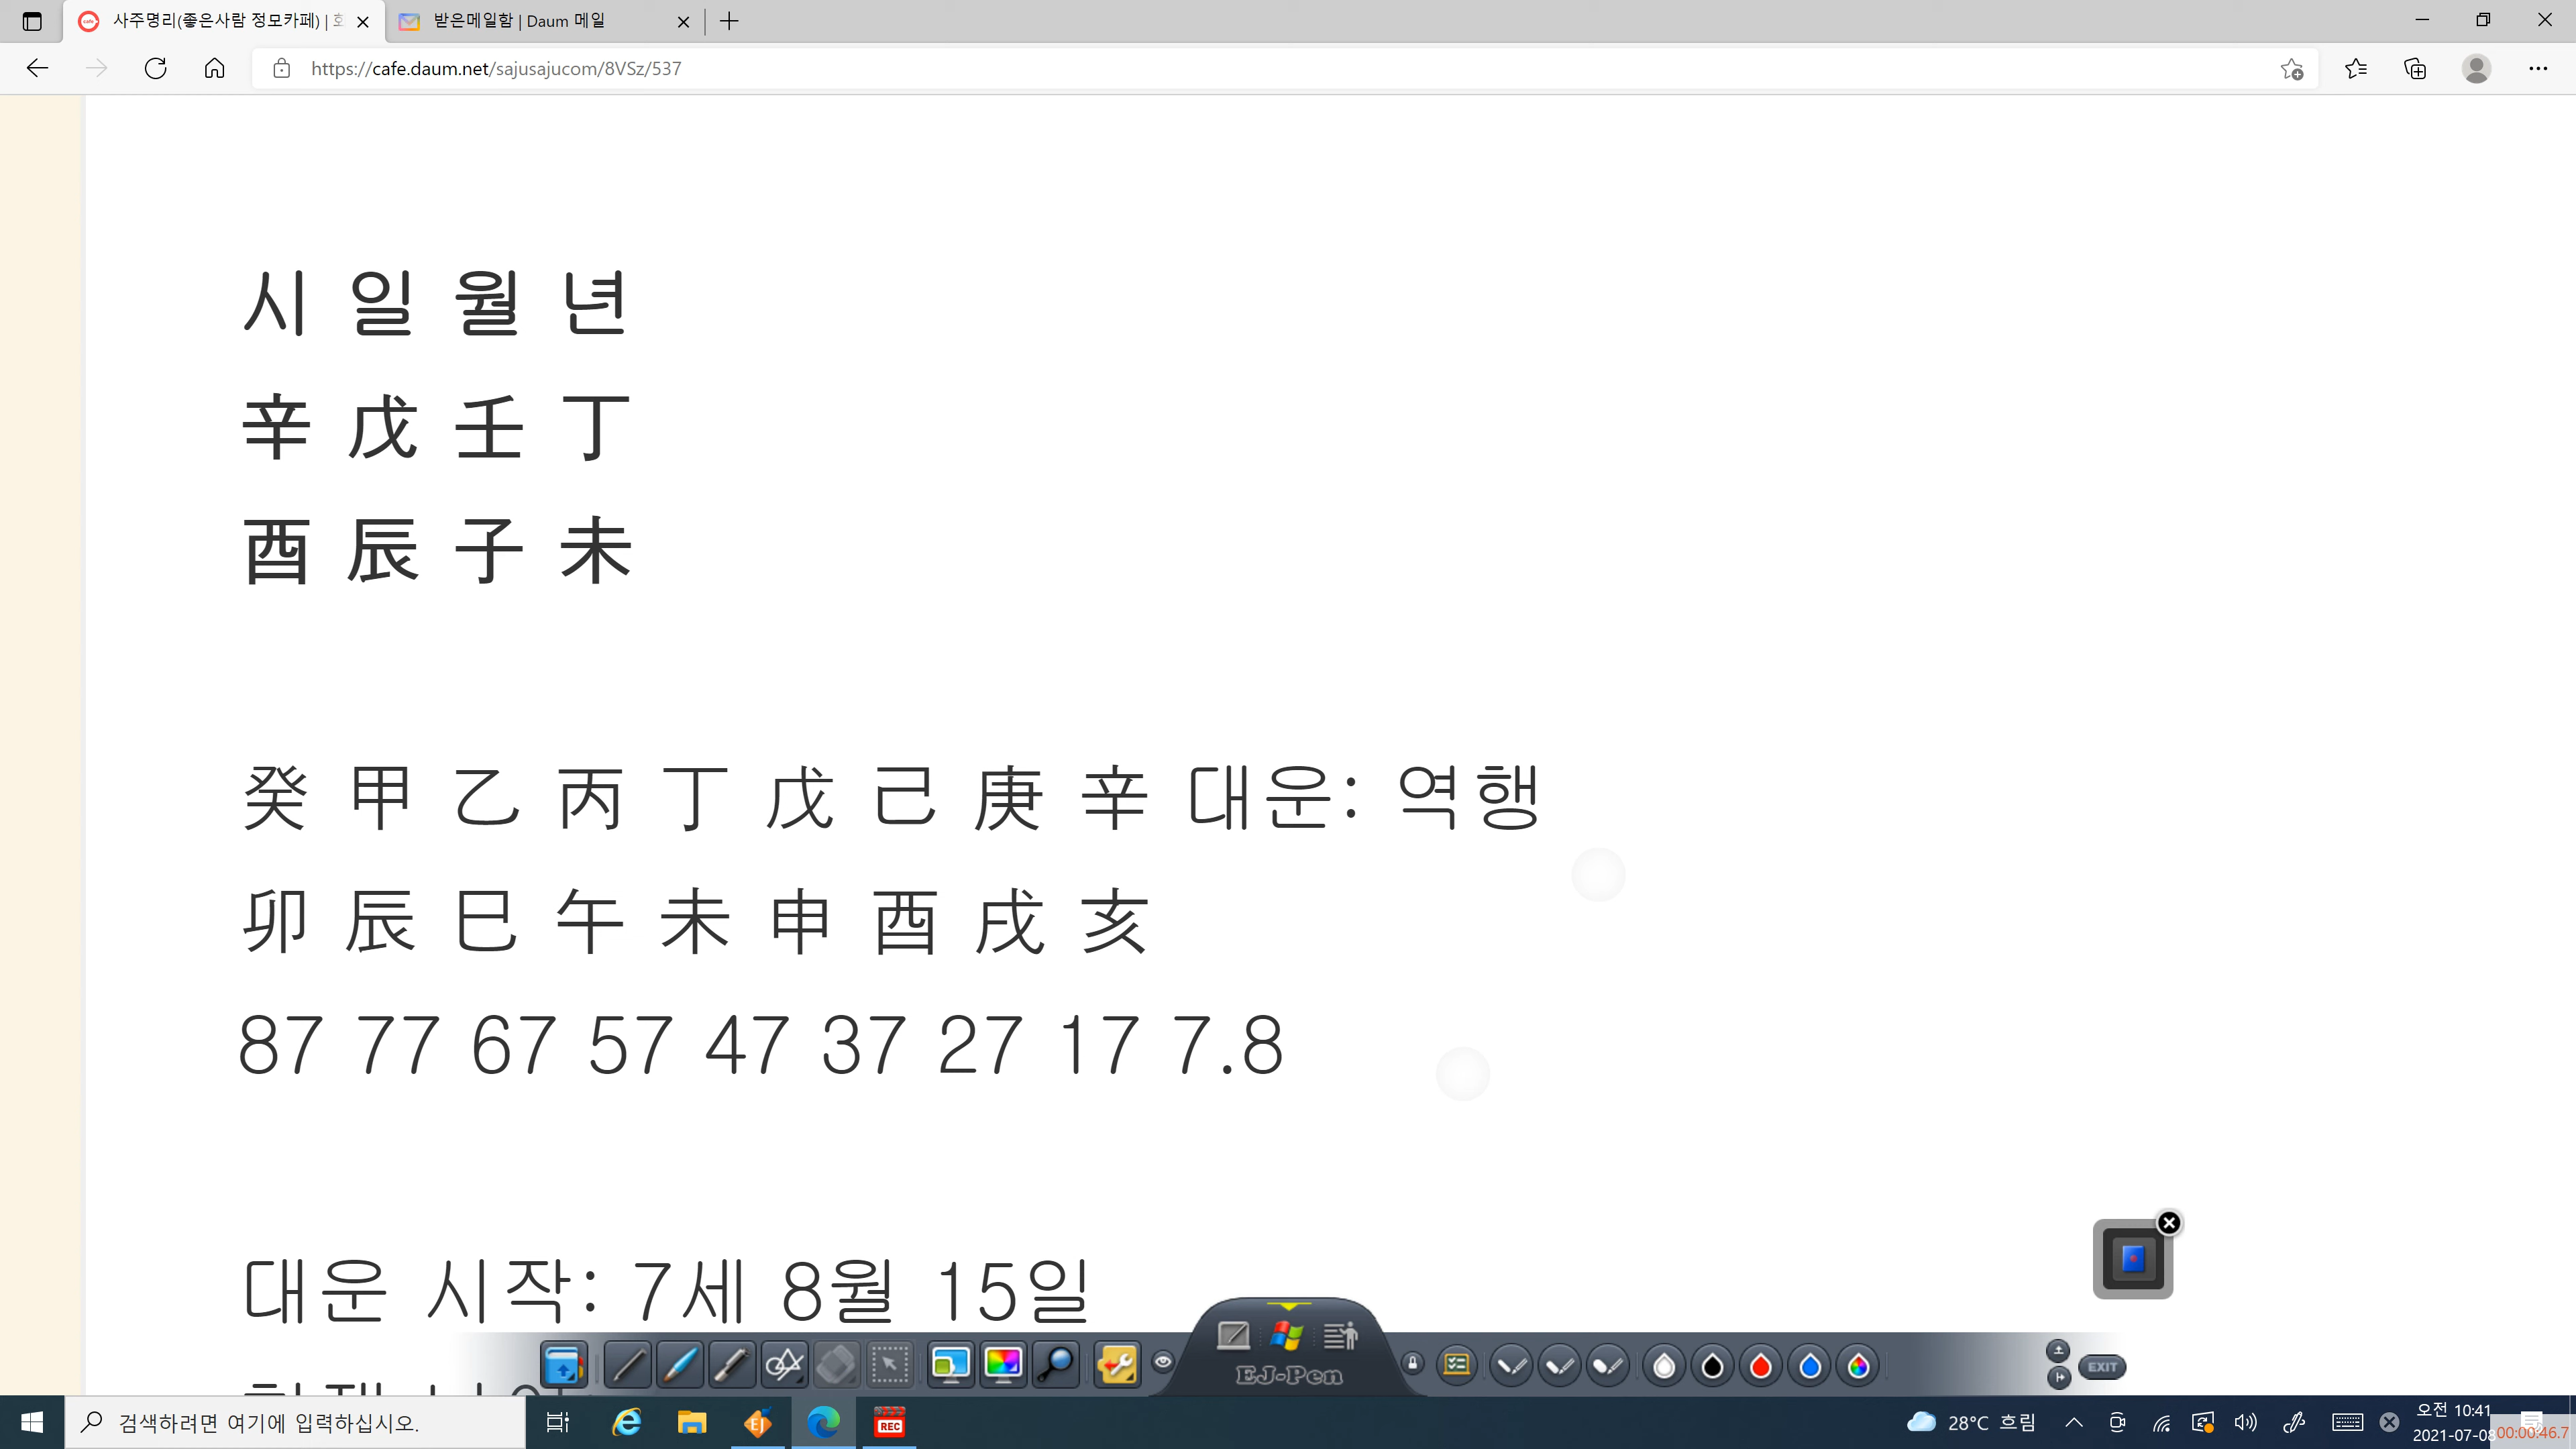 사주명리(좋은사람 정모카페) |
받은메일함 | Daum 메일
https://cafe.daum.net/sajusajucom/8VSz/537
시 일 월 년
辛 戊 壬 丁
酉 辰 子 未
癸 甲 乙 丙 丁 戊 己 庚 辛 대운: 역행
卯 辰 巳 午 未 申 酉 戌 亥
87 77 67 57 47 37 27 17 7.8
대운 시작: 7세 8월 15일
EJ-Pen
EXIT
검색하려면 여기에 입력하십시오.
EJ
REC
28°C 흐림
오전 10:41
2021-07-08
00:00:46.7